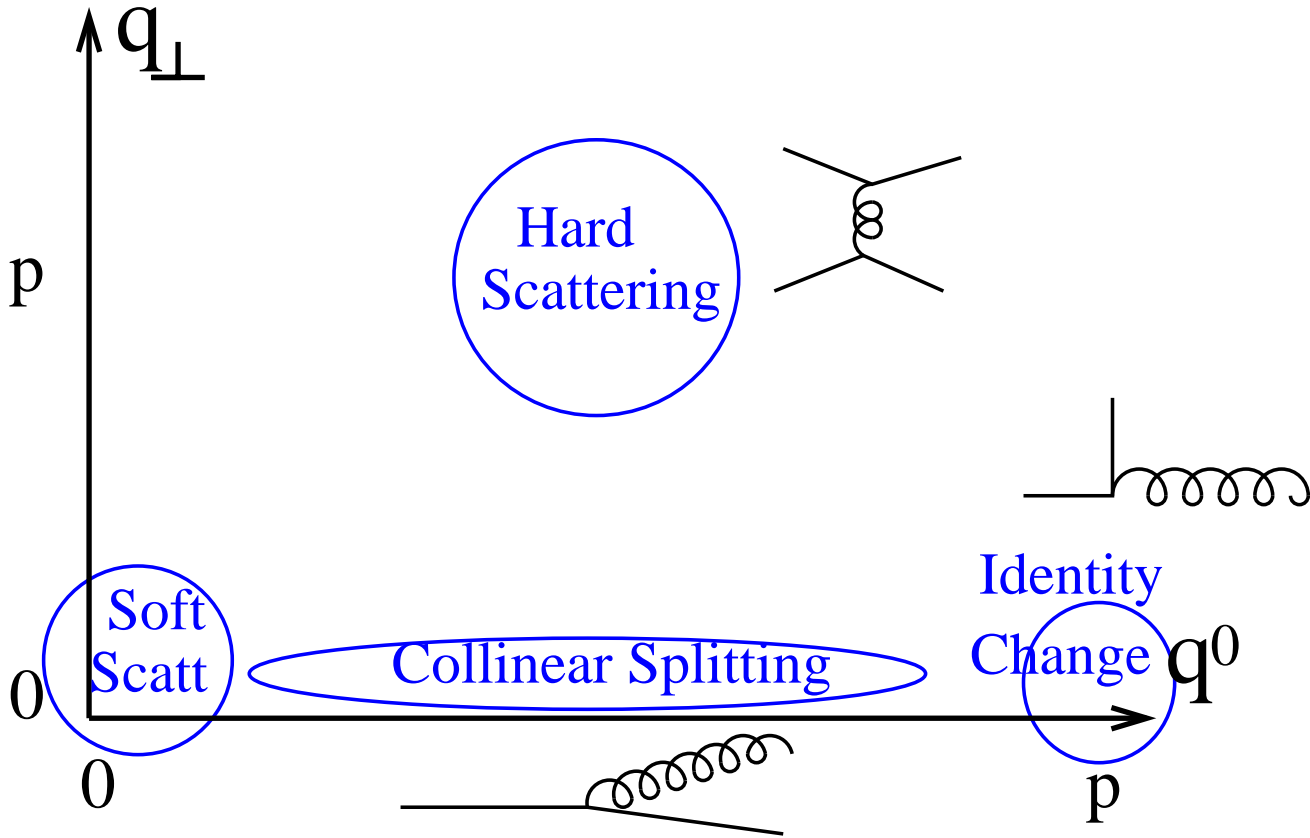 q⊥
Hard
Scattering
p
Identity
Soft
Change
q⁰
Scatt
Collinear Splitting
0
0
p